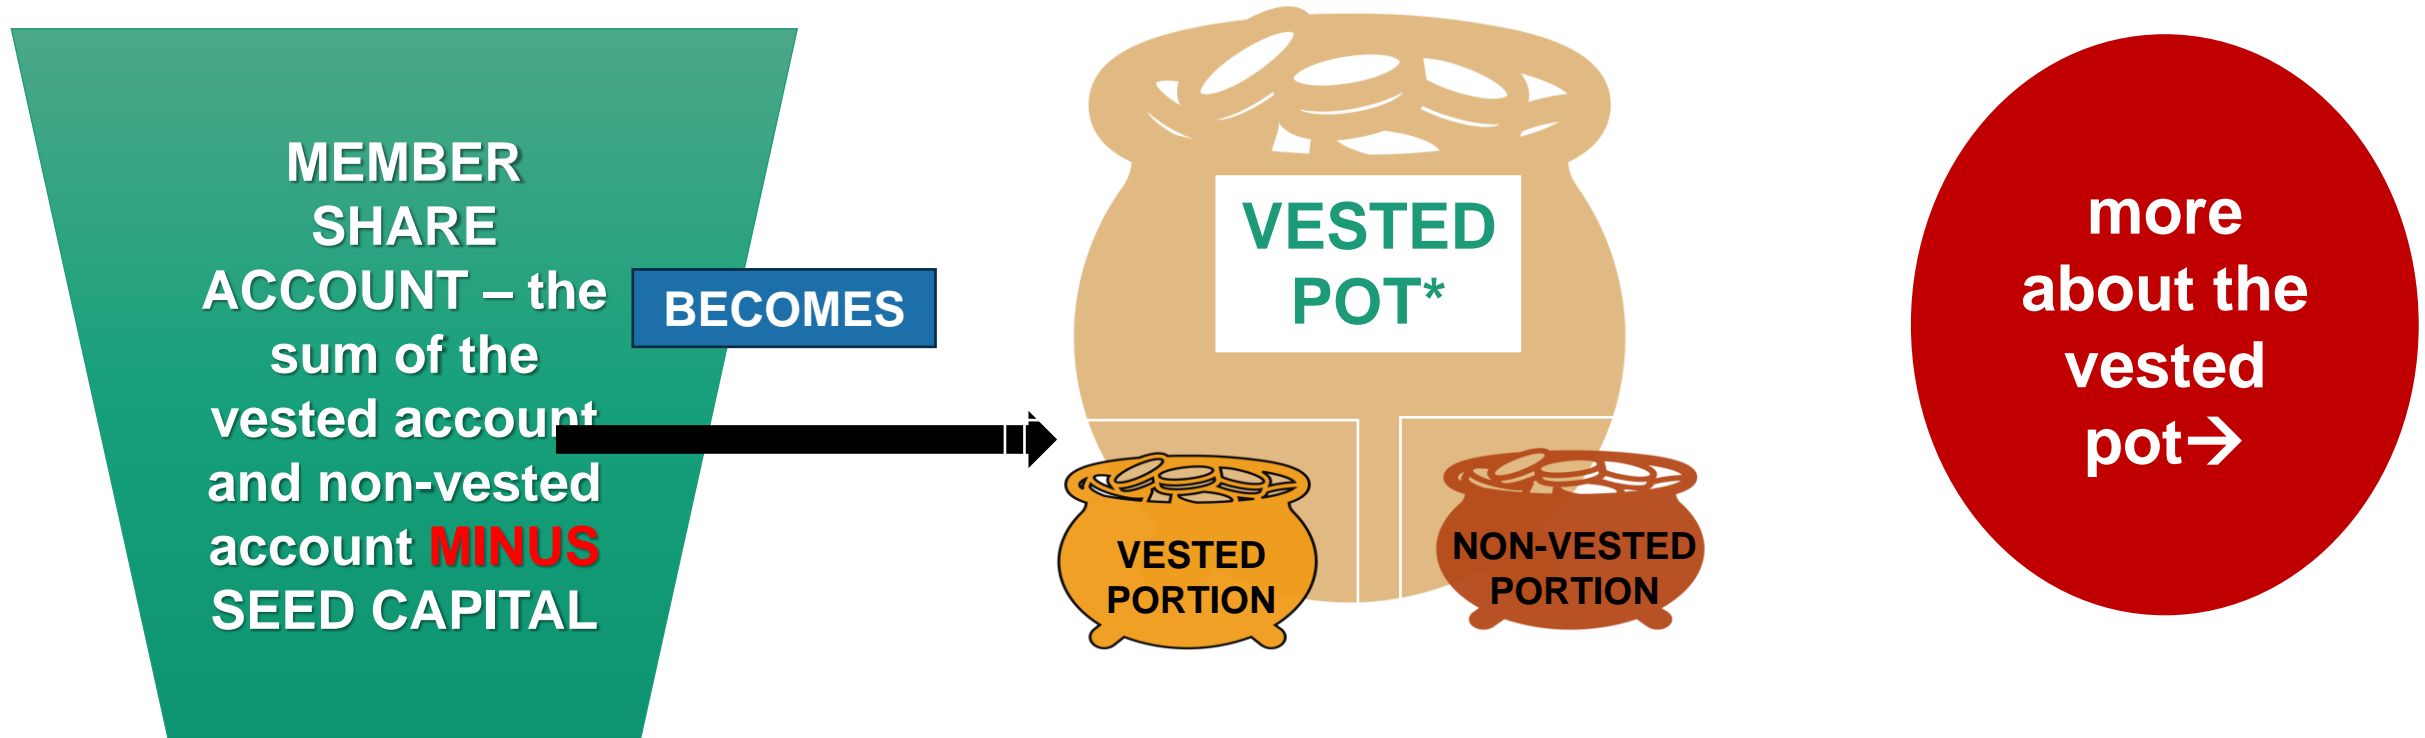 MEMBER
SHARE
ACCOUNT – the
sum of the
vested account
and non-vested
account MINUS
SEED CAPITAL
BECOMES
VESTED
POT*
VESTED
PORTION
NON-VESTED
PORTION
more
about the
vested
pot→